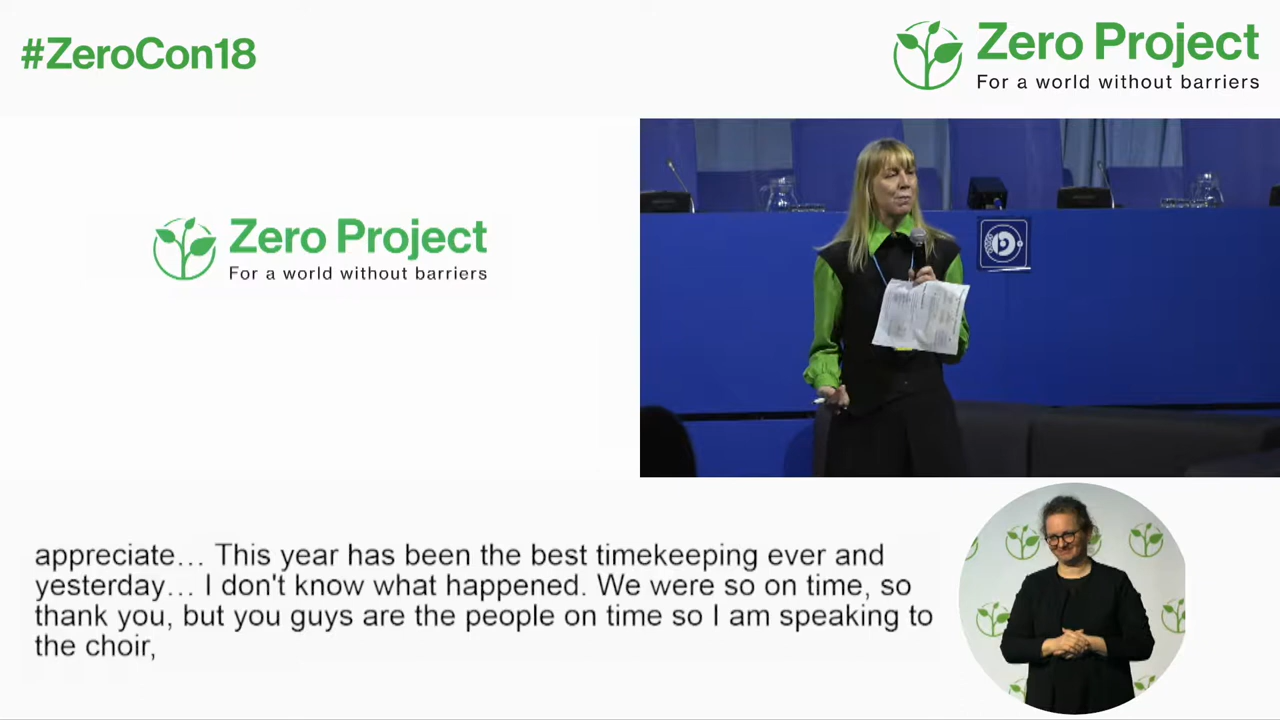 #ZeroCon18
Zero Project
For a world without barriers
Zero Project
For a world without barriers
appreciate… This year has been the best timekeeping ever and
yesterday… I don't know what happened. We were so on time, so
thank you, but you guys are the people on time so I am speaking to
the choir,